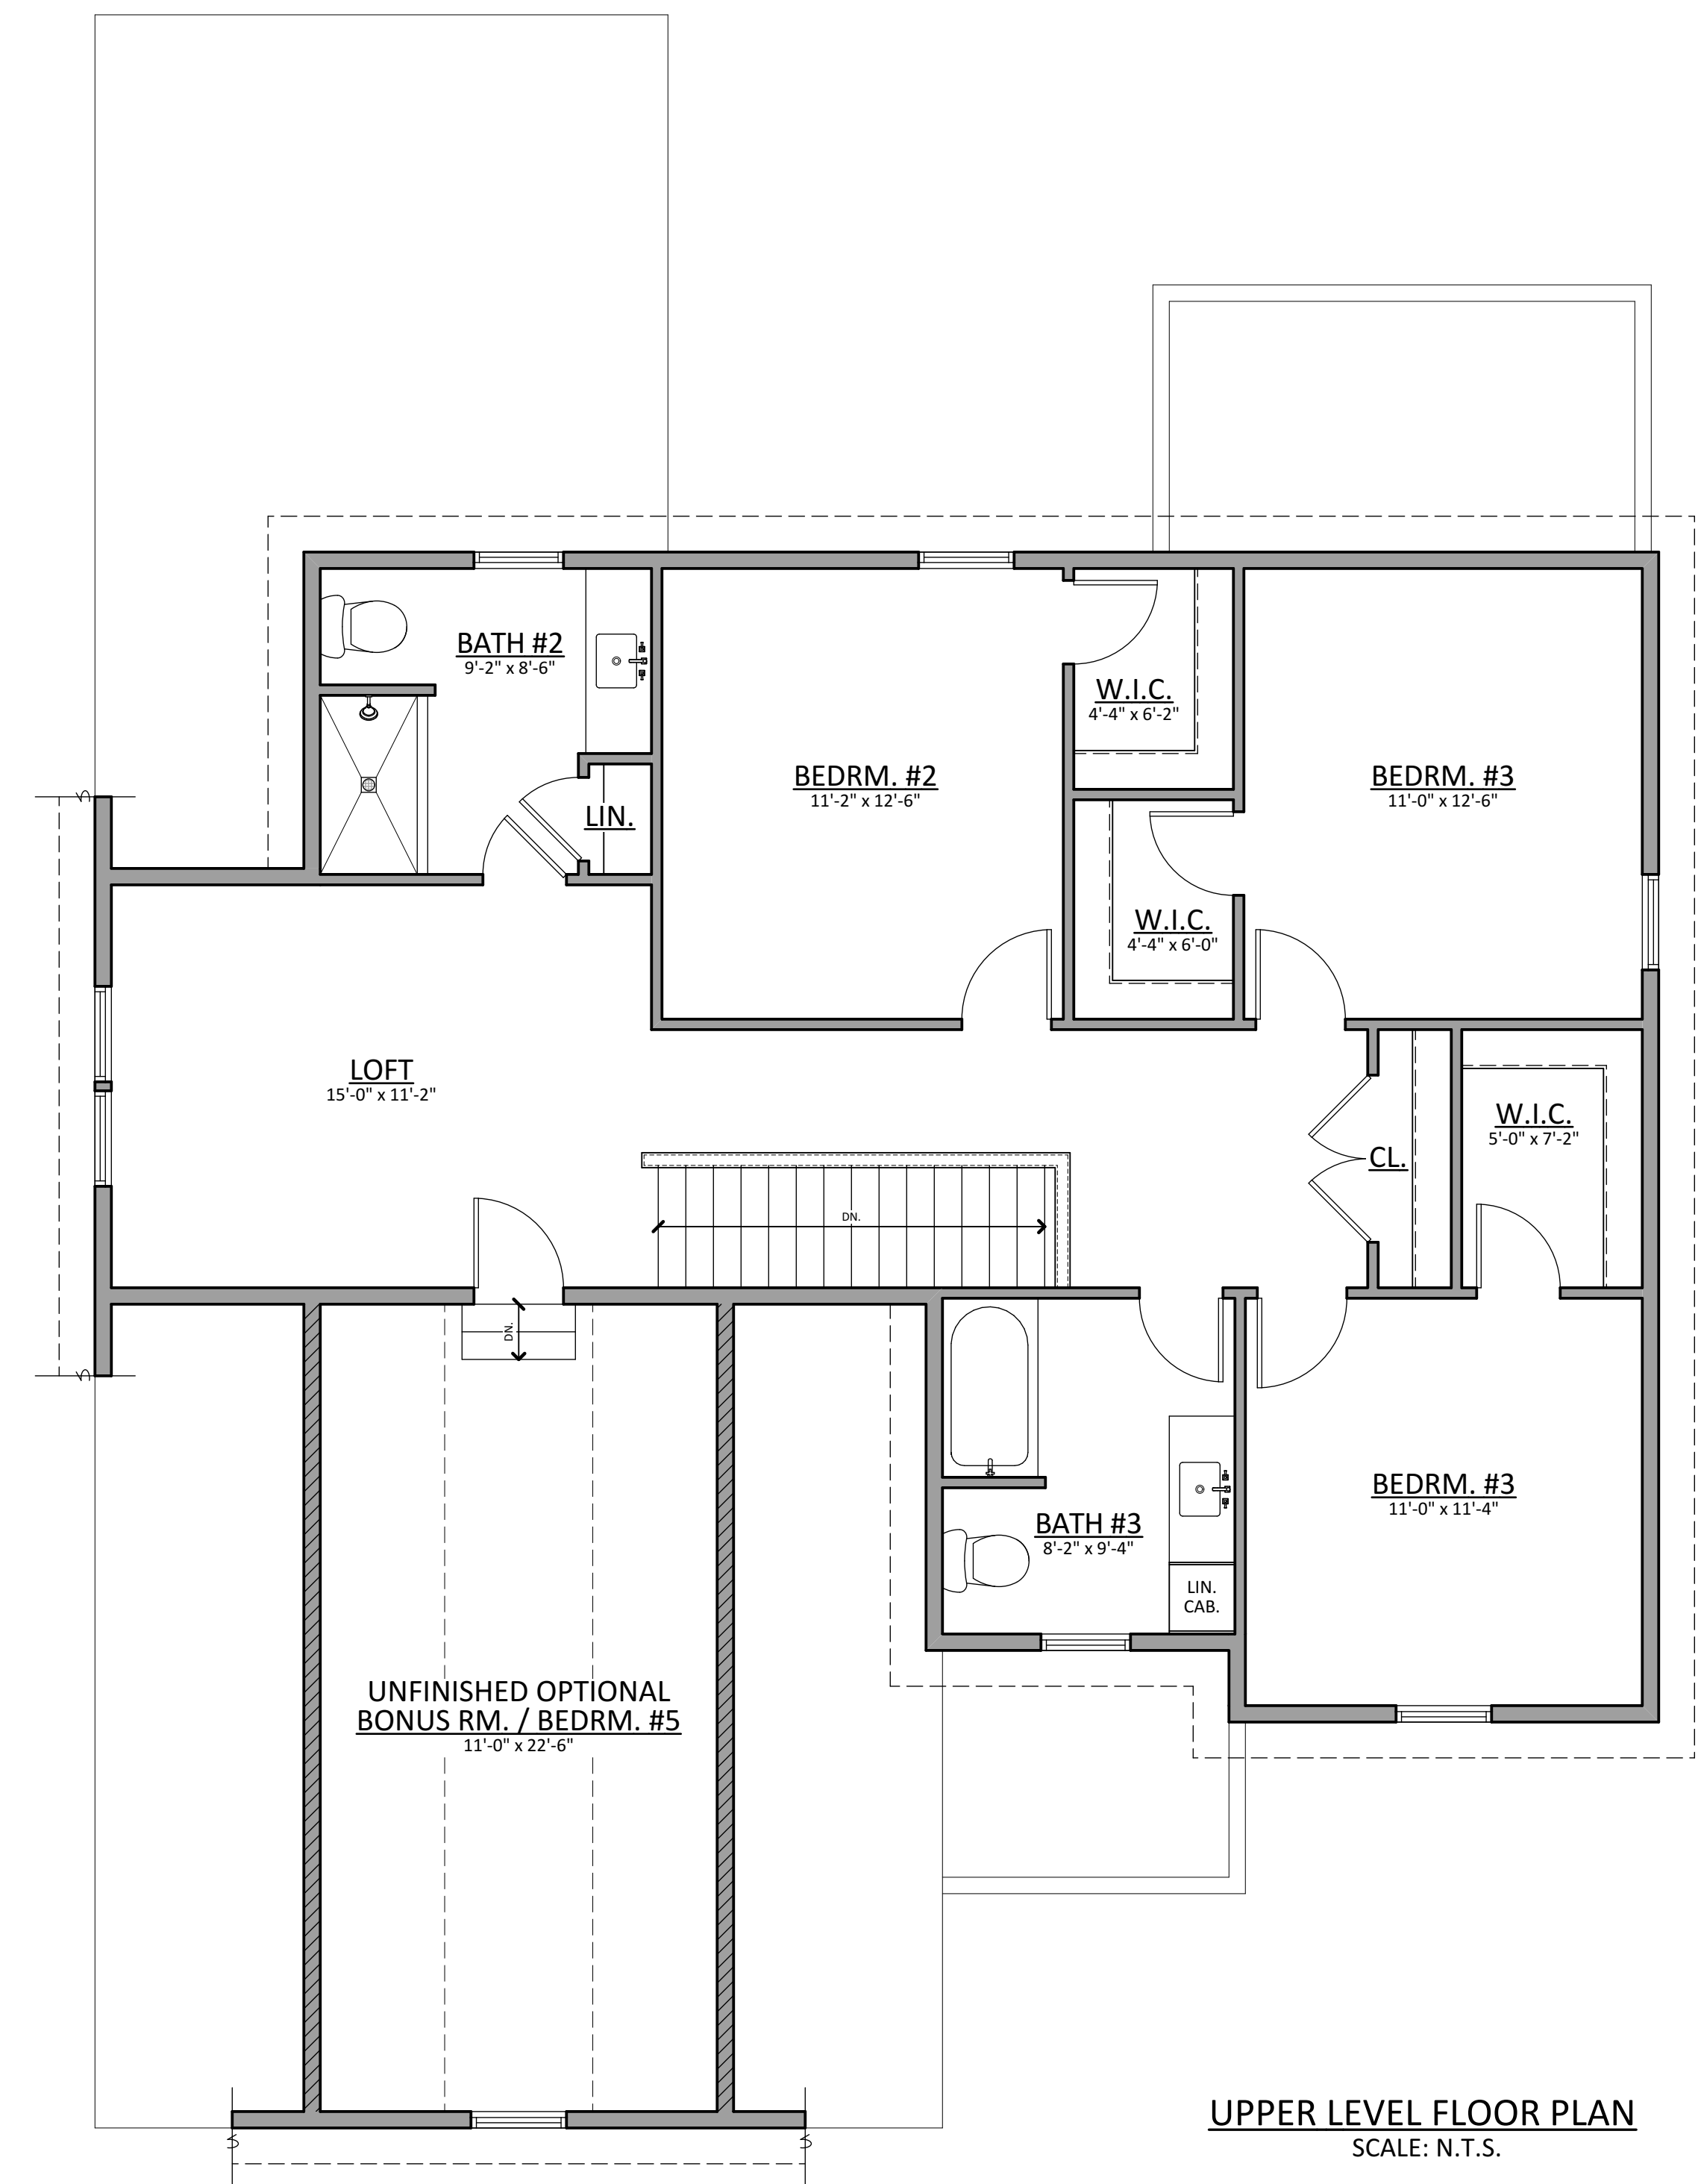 BATH #2
9'-2" x 8'-6"
W.I.C.
4'-4" x 6'-2"
BEDRM. #2
11'-2" x 12'-6"
BEDRM. #3
11'-0" x 12'-6"
LIN.
W.I.C.
4'-4" x 6'-0"
LOFT
15'-0" x 11'-2"
W.I.C.
5'-0" x 7'-2"
CL.
DN.
DN.
BEDRM. #3
11'-0" x 11'-4"
BATH #3
8'-2" x 9'-4"
LIN.
CAB.
UNFINISHED OPTIONAL
BONUS RM. / BEDRM. #5
11'-0" x 22'-6"
UPPER LEVEL FLOOR PLAN
SCALE: N.T.S.